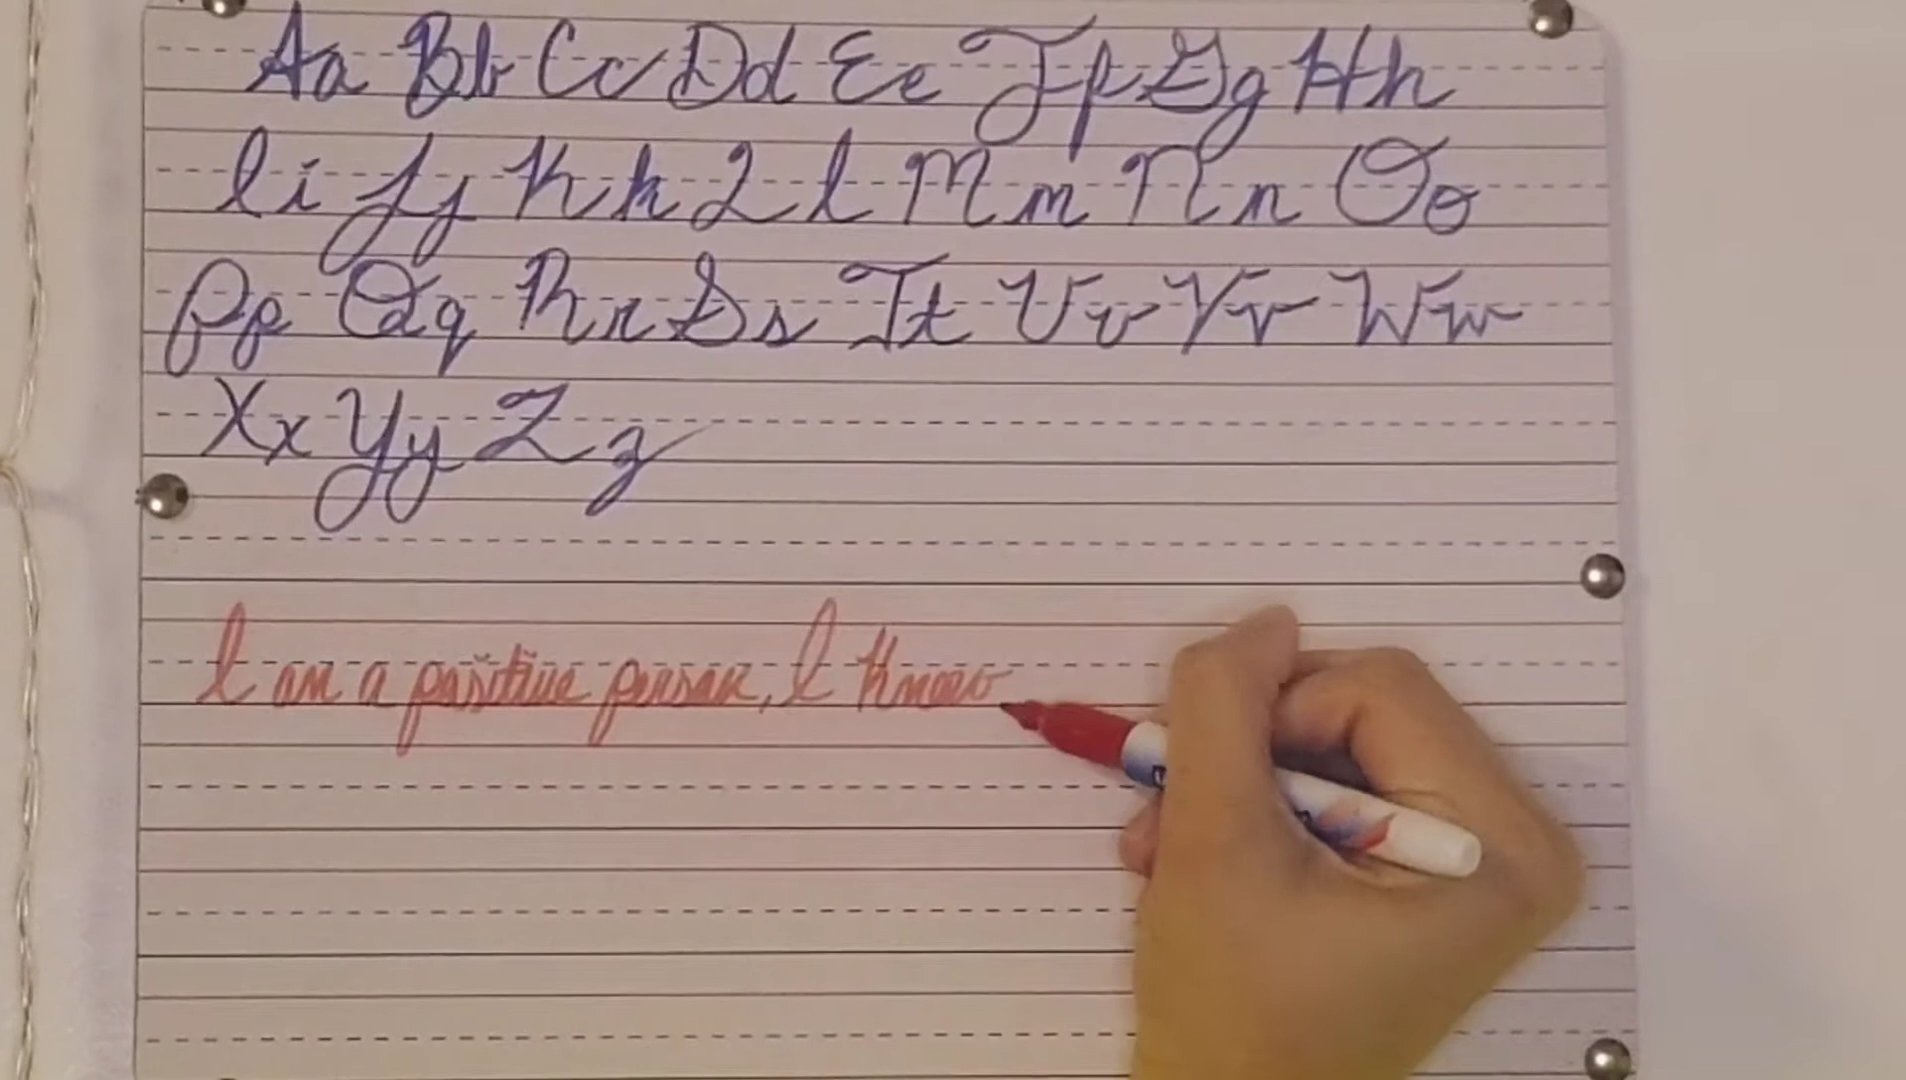 Aa Bb Cc Dd Ee Ff Gg Hh
Ii Jj Kk Ll Mm Nn Oo
Pp Qq Rr Ss Tt Uu Vv Ww
Xx Yy Zz
I am a positive person, I know